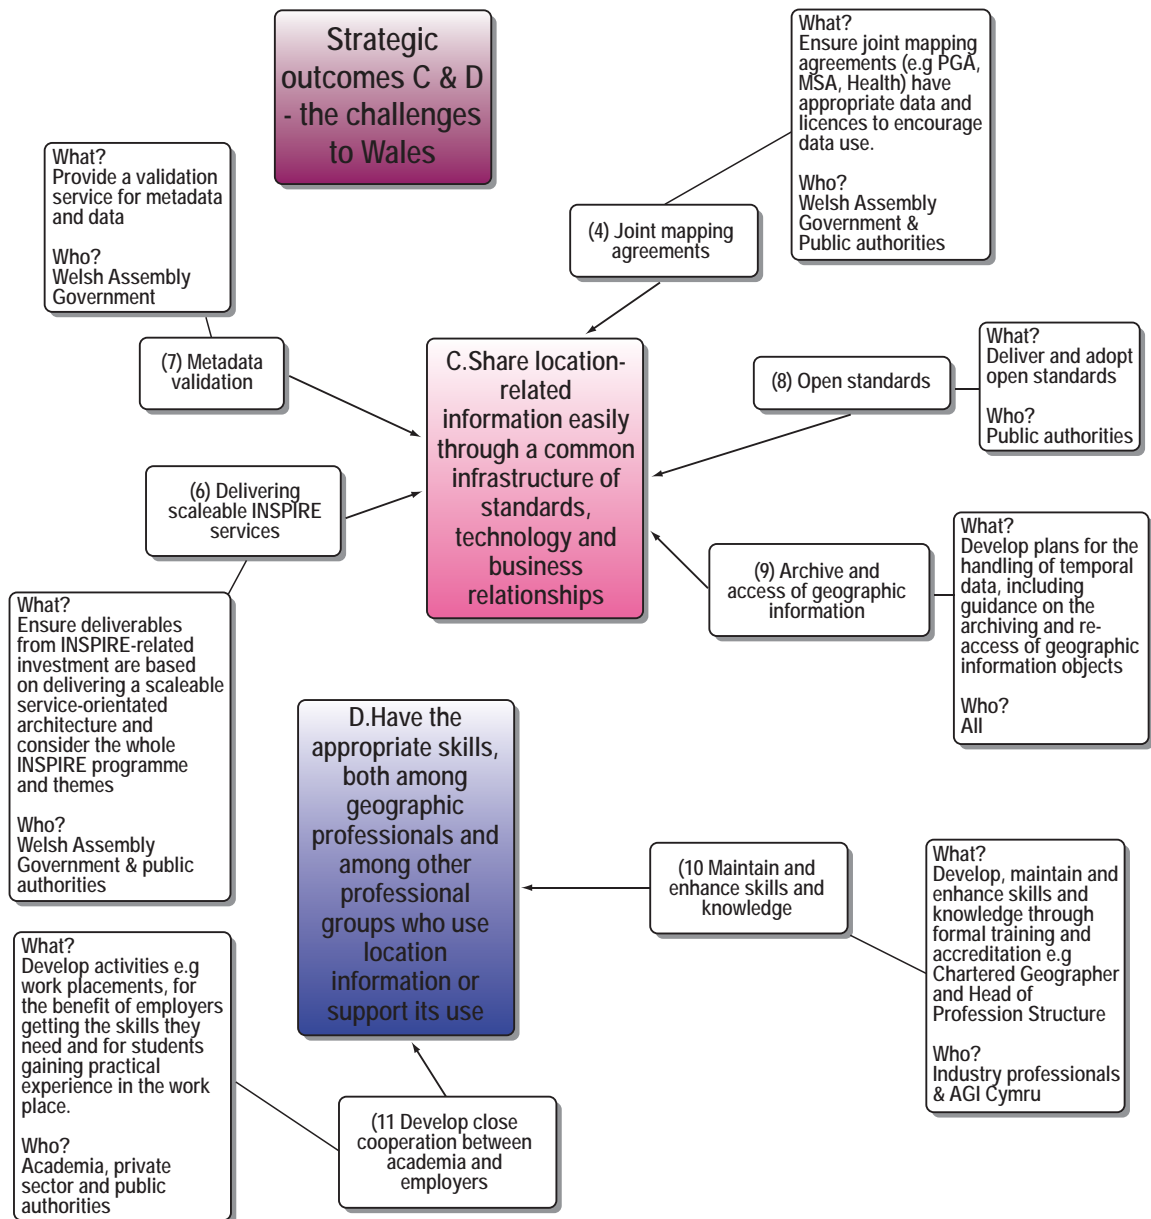 Strategic
outcomes C & D
- the challenges
to Wales
What?
Ensure joint mapping
agreements (e.g PGA,
MSA, Health) have
appropriate data and
licences to encourage
data use.
Who?
Welsh Assembly
Government &
Public authorities
(4) Joint mapping
agreements
What?
Provide a validation
service for metadata
and data
Who?
Welsh Assembly
Government
(7) Metadata
validation
C.Share location-
related
information easily
through a common
infrastructure of
standards,
technology and
business
relationships
(8) Open standards
What?
Deliver and adopt
open standards
Who?
Public authorities
(6) Delivering
scaleable INSPIRE
services
What?
Ensure deliverables
from INSPIRE-related
investment are based
on delivering a scaleable
service-orientated
architecture and
consider the whole
INSPIRE programme
and themes
Who?
Welsh Assembly
Government & public
authorities
(9) Archive and
access of geographic
information
What?
Develop plans for the
handling of temporal
data, including
guidance on the
archiving and re-
access of geographic
information objects
Who?
All
D.Have the
appropriate skills,
both among
geographic
professionals and
among other
professional
groups who use
location
information or
support its use
(10 Maintain and
enhance skills and
knowledge
What?
Develop, maintain and
enhance skills and
knowledge through
formal training and
accreditation e.g
Chartered Geographer
and Head of
Profession Structure
Who?
Industry professionals
& AGI Cymru
What?
Develop activities e.g
work placements, for
the benefit of employers
getting the skills they
need and for students
gaining practical
experience in the work
place.
Who?
Academia, private
sector and public
authorities
(11 Develop close
cooperation between
academia and
employers